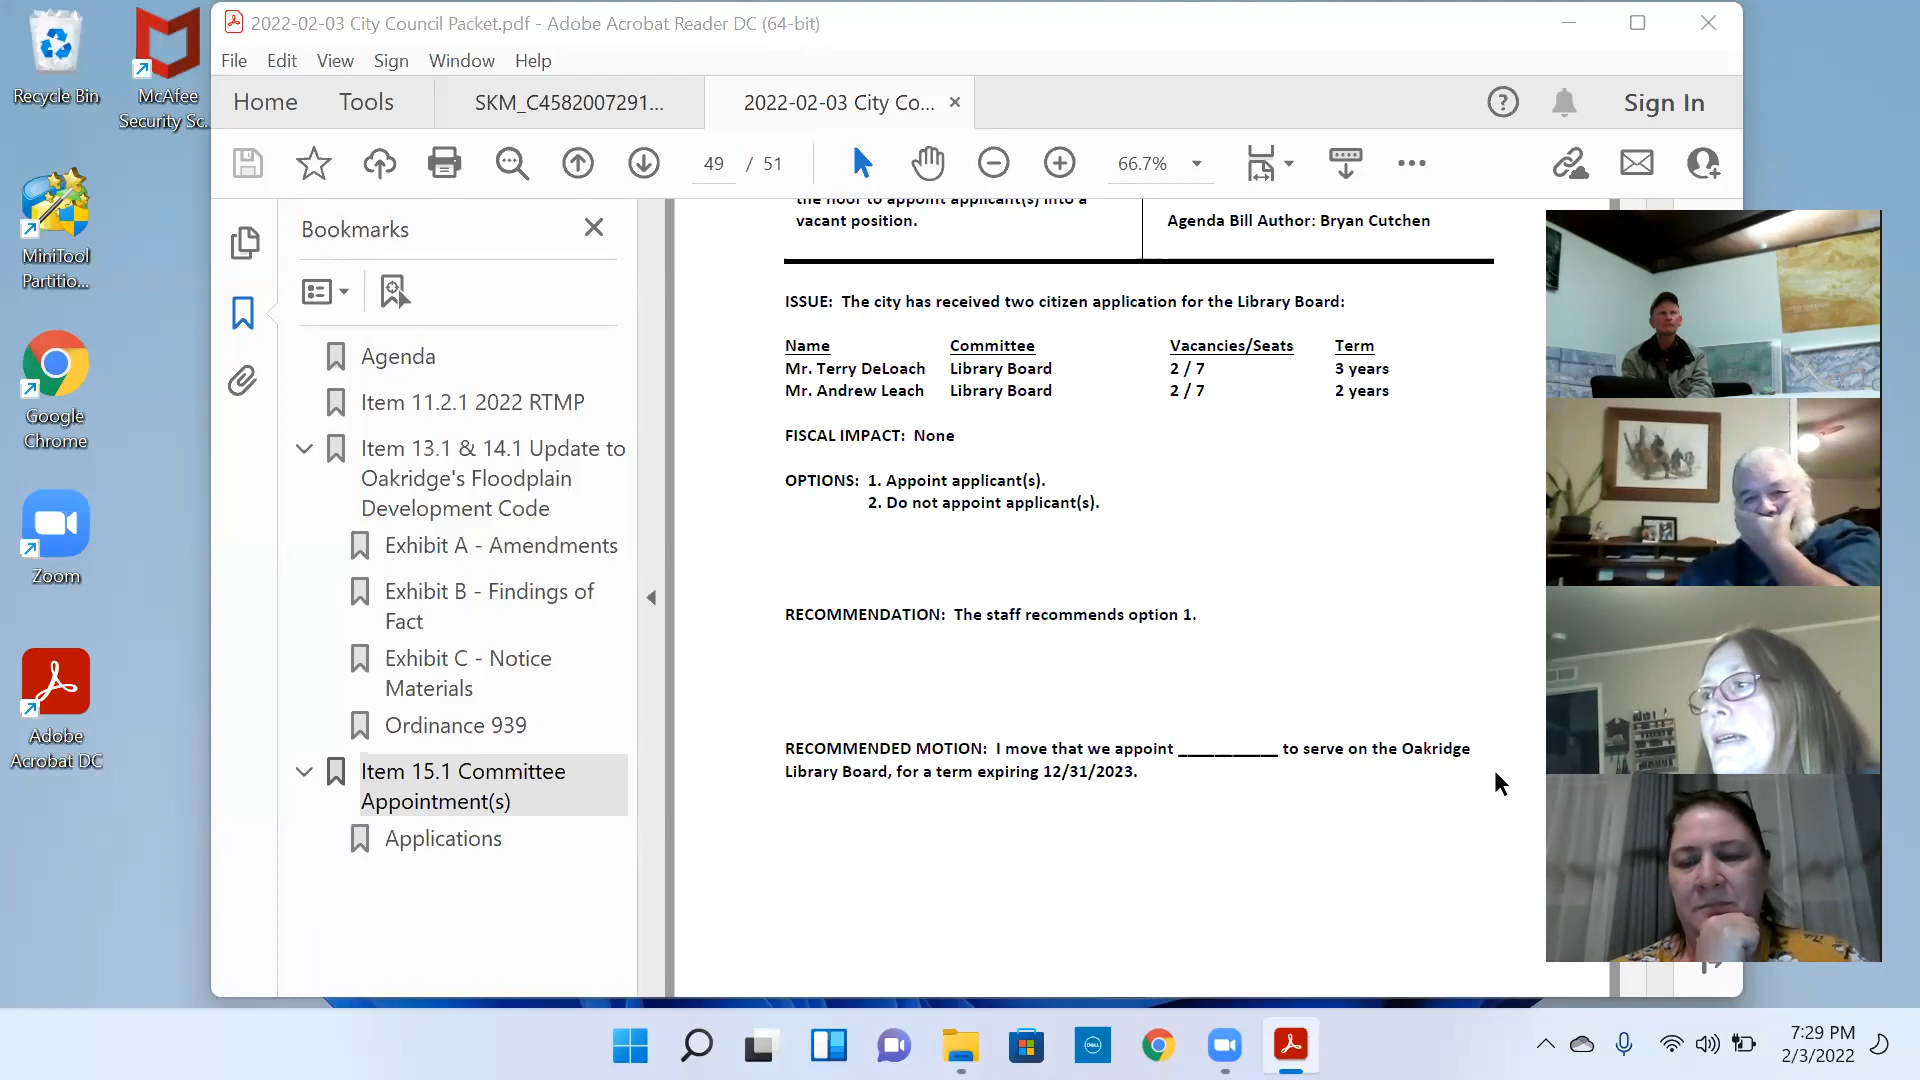 Recycle Bin
McAfee
Security Sc...
MiniTool
Partitio...
Google
Chrome
Zoom
Adobe
Acrobat DC
2022-02-03 City Council Packet.pdf - Adobe Acrobat Reader DC (64-bit)
File Edit View Sign Window Help
Home Tools SKM_C4582007291... 2022-02-03 City Co... Sign In
49 / 51 66.7%
Bookmarks
Agenda
Item 11.2.1 2022 RTMP
Item 13.1 & 14.1 Update to
Oakridge's Floodplain
Development Code
Exhibit A - Amendments
Exhibit B - Findings of
Fact
Exhibit C - Notice
Materials
Ordinance 939
Item 15.1 Committee
Appointment(s)
Applications
the floor to appoint applicant(s) into a
vacant position.
Agenda Bill Author: Bryan Cutchen
ISSUE: The city has received two citizen application for the Library Board:
Name Committee Vacancies/Seats Term
Mr. Terry DeLoach Library Board 2 / 7 3 years
Mr. Andrew Leach Library Board 2 / 7 2 years
FISCAL IMPACT: None
OPTIONS: 1. Appoint applicant(s).
2. Do not appoint applicant(s).
RECOMMENDATION: The staff recommends option 1.
RECOMMENDED MOTION: I move that we appoint ____________ to serve on the Oakridge
Library Board, for a term expiring 12/31/2023.
DELL
7:29 PM
2/3/2022